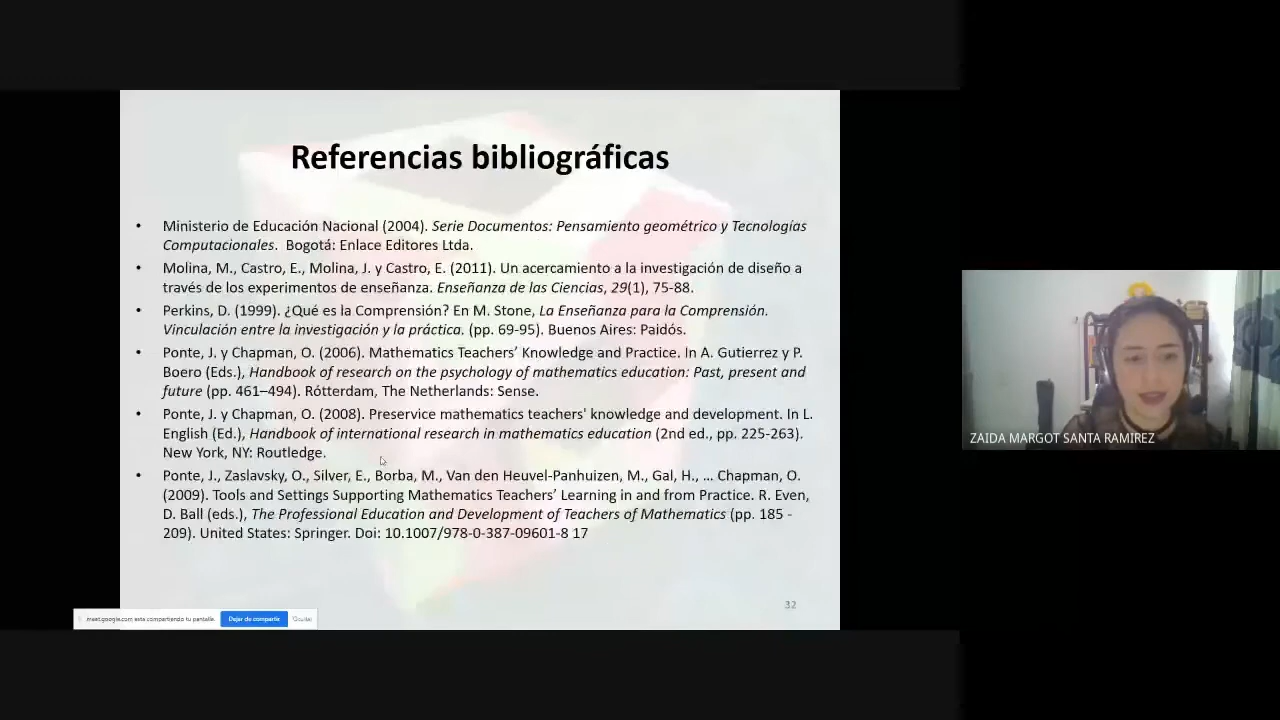 Referencias bibliográficas
• Ministerio de Educación Nacional (2004). Serie Documentos: Pensamiento geométrico y Tecnologías
Computacionales. Bogotá: Enlace Editores Ltda.
• Molina, M., Castro, E., Molina, J. y Castro, E. (2011). Un acercamiento a la investigación de diseño a
través de los experimentos de enseñanza. Enseñanza de las Ciencias, 29(1), 75-88.
• Perkins, D. (1999). ¿Qué es la Comprensión? En M. Stone, La Enseñanza para la Comprensión.
Vinculación entre la investigación y la práctica. (pp. 69-95). Buenos Aires: Paidós.
• Ponte, J. y Chapman, O. (2006). Mathematics Teachers’ Knowledge and Practice. In A. Gutierrez y P.
Boero (Eds.), Handbook of research on the psychology of mathematics education: Past, present and
future (pp. 461–494). Rótterdam, The Netherlands: Sense.
• Ponte, J. y Chapman, O. (2008). Preservice mathematics teachers' knowledge and development. In L.
English (Ed.), Handbook of international research in mathematics education (2nd ed., pp. 225-263).
New York, NY: Routledge.
• Ponte, J., Zaslavsky, O., Silver, E., Borba, M., Van den Heuvel-Panhuizen, M., Gal, H., … Chapman, O.
(2009). Tools and Settings Supporting Mathematics Teachers’ Learning in and from Practice. R. Even,
D. Ball (eds.), The Professional Education and Development of Teachers of Mathematics (pp. 185 -
209). United States: Springer. Doi: 10.1007/978-0-387-09601-8 17
32
meet.google.com está compartiendo tu pantalla.
Dejar de compartir
Ocultar
ZAIDA MARGOT SANTA RAMIREZ